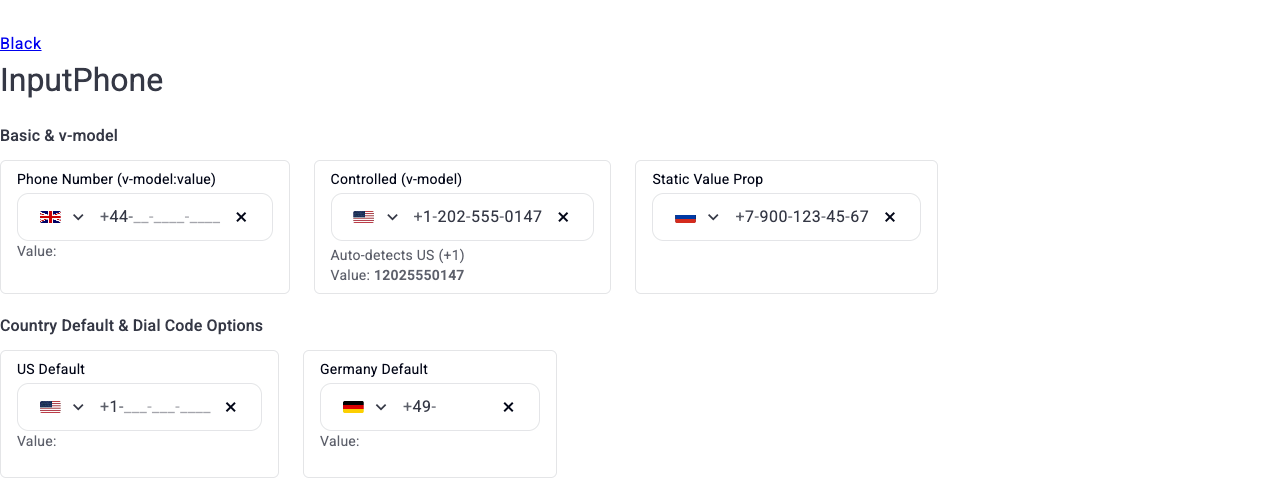 Black
InputPhone
Basic & v-model
Phone Number (v-model:value)
+44-__-____-____
Value:
Controlled (v-model)
+1-202-555-0147
Auto-detects US (+1)
Value: 12025550147
Static Value Prop
+7-900-123-45-67
Country Default & Dial Code Options
US Default
+1-___-___-____
Value:
Germany Default
+49-
Value: